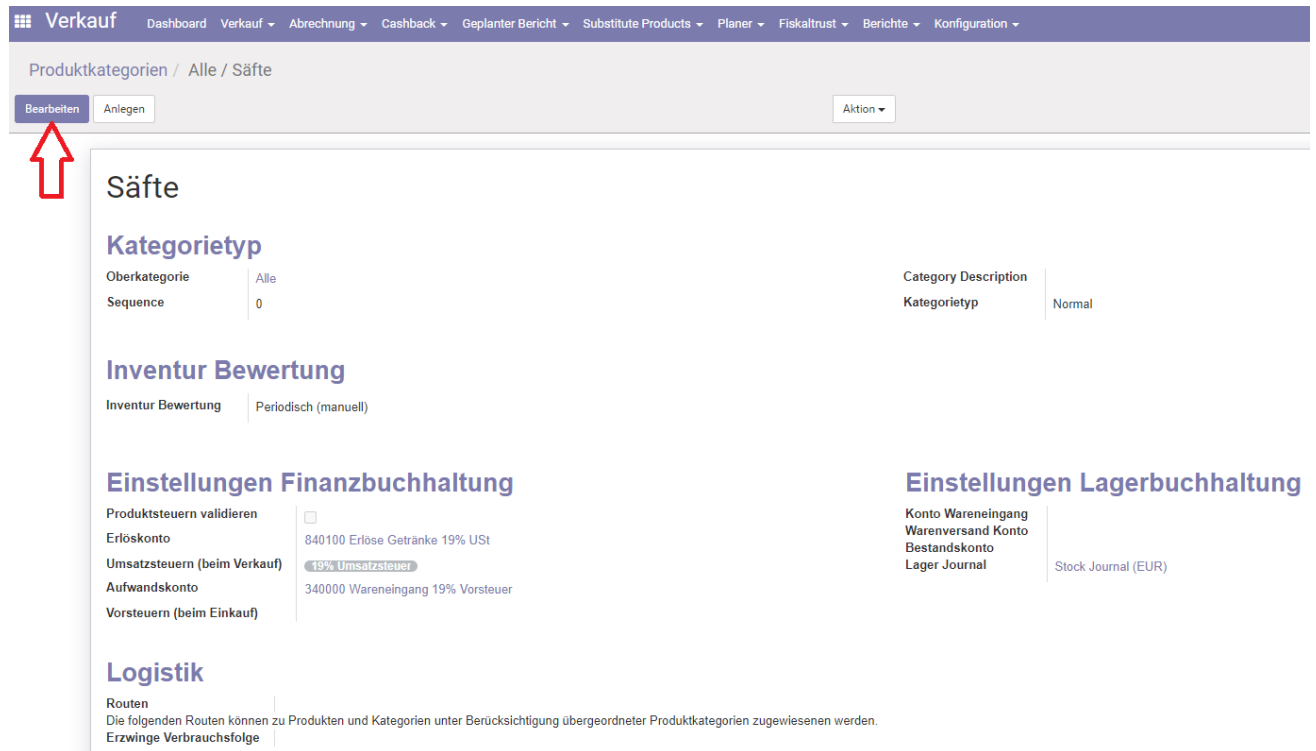 Verkauf Dashboard Verkauf Abrechnung Cashback Geplanter Bericht Substitute Products Planer Fiskaltrust Berichte Konfiguration
Produktkategorien / Alle / Säfte
Bearbeiten Anlegen Aktion
Säfte
Kategorietyp
Oberkategorie Alle Category Description
Sequence 0 Kategorietyp Normal
Inventur Bewertung
Inventur Bewertung Periodisch (manuell)
Einstellungen Finanzbuchhaltung Einstellungen Lagerbuchhaltung
Produktsteuern validieren Konto Wareneingang
Warenversand Konto
Erlöskonto 840100 Erlöse Getränke 19% USt
Bestandskonto
Umsatzsteuern (beim Verkauf) 19% Umsatzsteuer Lager Journal Stock Journal (EUR)
Aufwandskonto 340000 Wareneingang 19% Vorsteuer
Vorsteuern (beim Einkauf)
Logistik
Routen
Die folgenden Routen können zu Produkten und Kategorien unter Berücksichtigung übergeordneter Produktkategorien zugewiesenen werden.
Erzwinge Verbrauchsfolge